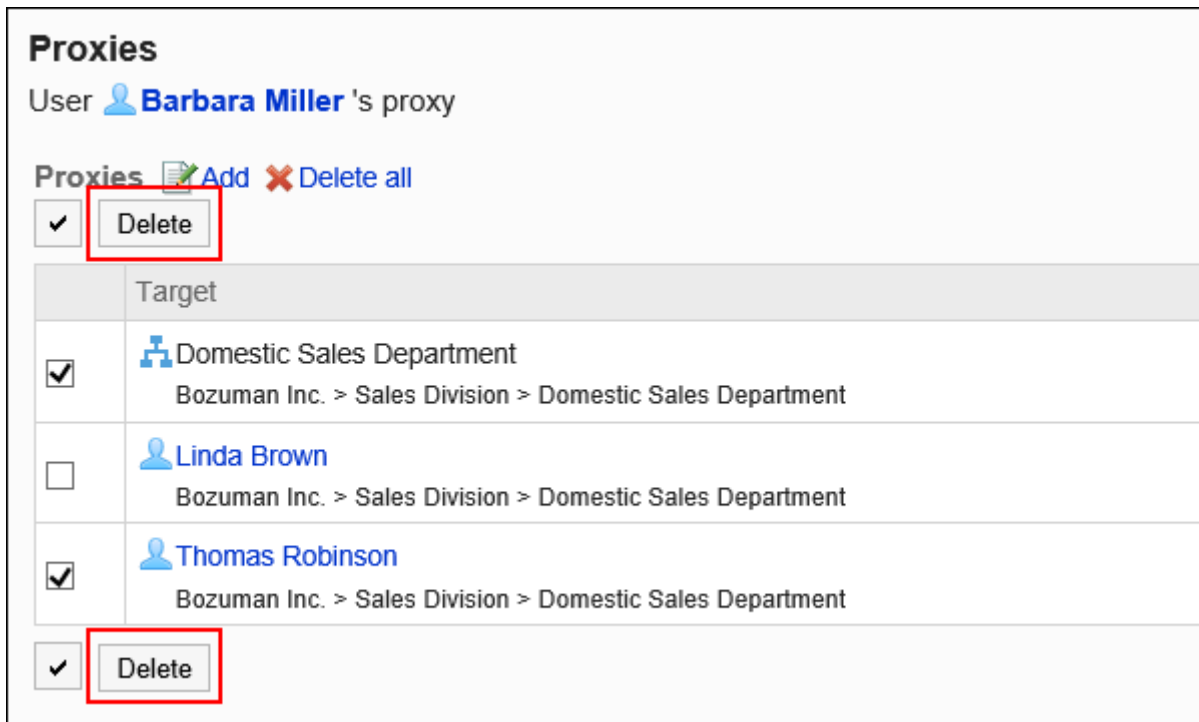 Proxies
User Barbara Miller 's proxy
Proxies Add Delete all
Delete
Target
Domestic Sales Department
Bozuman Inc. > Sales Division > Domestic Sales Department
Linda Brown
Bozuman Inc. > Sales Division > Domestic Sales Department
Thomas Robinson
Bozuman Inc. > Sales Division > Domestic Sales Department
Delete